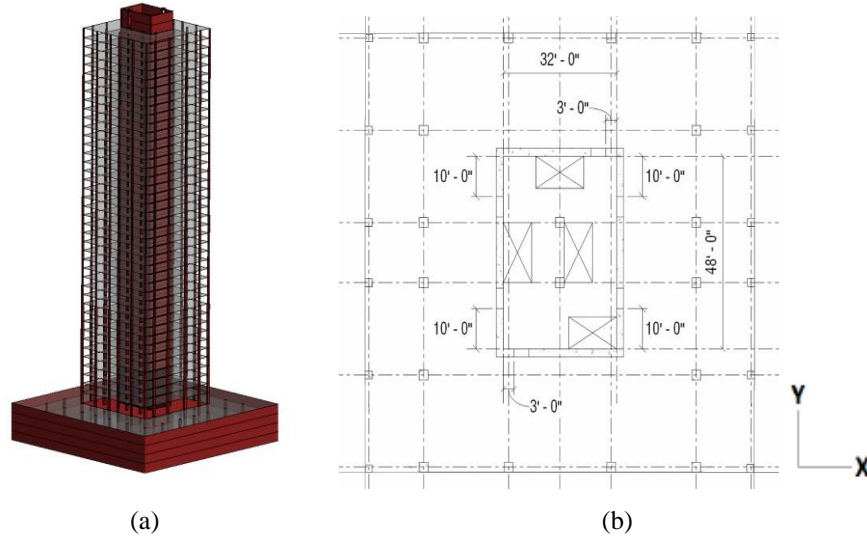 32' - 0"
3' - 0"
10' - 0"
10' - 0"
48' - 0"
10' - 0"
10' - 0"
3' - 0"
Y
X
(a)
(b)